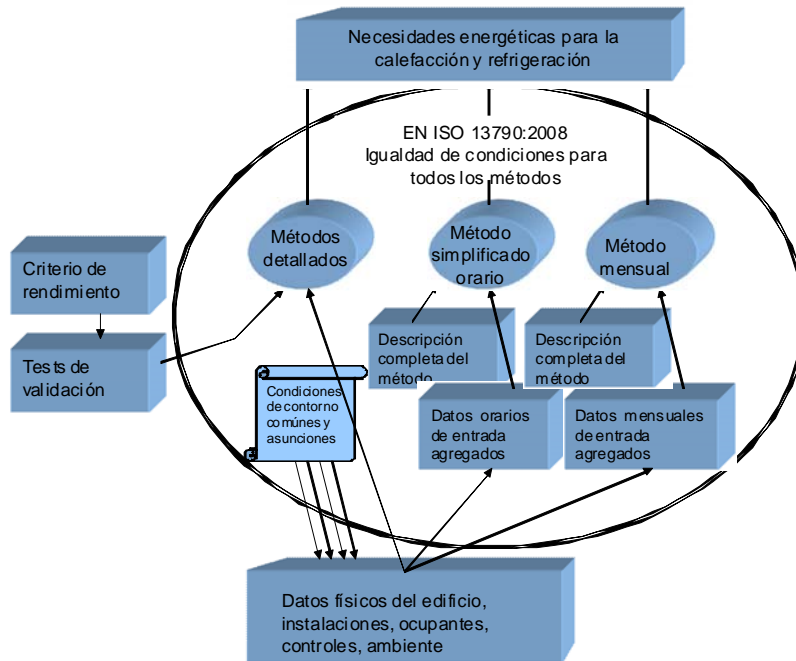 Necesidades energéticas para la
calefacción y refrigeración
EN ISO 13790:2008
Igualdad de condiciones para
todos los métodos
Métodos
detallados
Método
simplificado
orario
Método
mensual
Criterio de
rendimiento
Tests de
validación
Descripción
completa del
método
Descripción
completa del
método
Condiciones
de contorno
comúnes y
asunciones
Datos orarios
de entrada
agregados
Datos mensuales
de entrada
agregados
Datos físicos del edificio,
instalaciones, ocupantes,
controles, ambiente